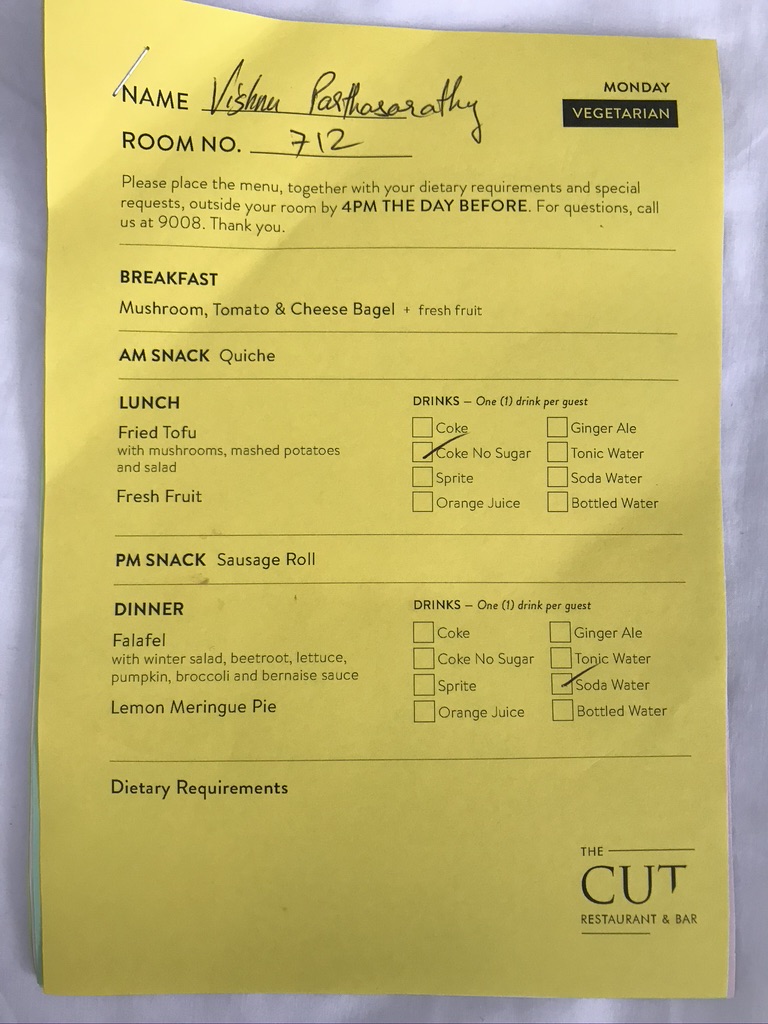 NAME Vishnu Parthasarathy
MONDAY
VEGETARIAN
ROOM NO. 712
Please place the menu, together with your dietary requirements and special
requests, outside your room by 4PM THE DAY BEFORE. For questions, call
us at 9008. Thank you.
BREAKFAST
Mushroom, Tomato & Cheese Bagel + fresh fruit
AM SNACK Quiche
LUNCH
Fried Tofu
with mushrooms, mashed potatoes
and salad
Fresh Fruit
DRINKS – One (1) drink per guest
Coke
Coke No Sugar
Sprite
Orange Juice
Ginger Ale
Tonic Water
Soda Water
Bottled Water
PM SNACK Sausage Roll
DINNER
Falafel
with winter salad, beetroot, lettuce,
pumpkin, broccoli and bernaise sauce
Lemon Meringue Pie
DRINKS – One (1) drink per guest
Coke
Coke No Sugar
Sprite
Orange Juice
Ginger Ale
Tonic Water
Soda Water
Bottled Water
Dietary Requirements
THE
CUT
RESTAURANT & BAR